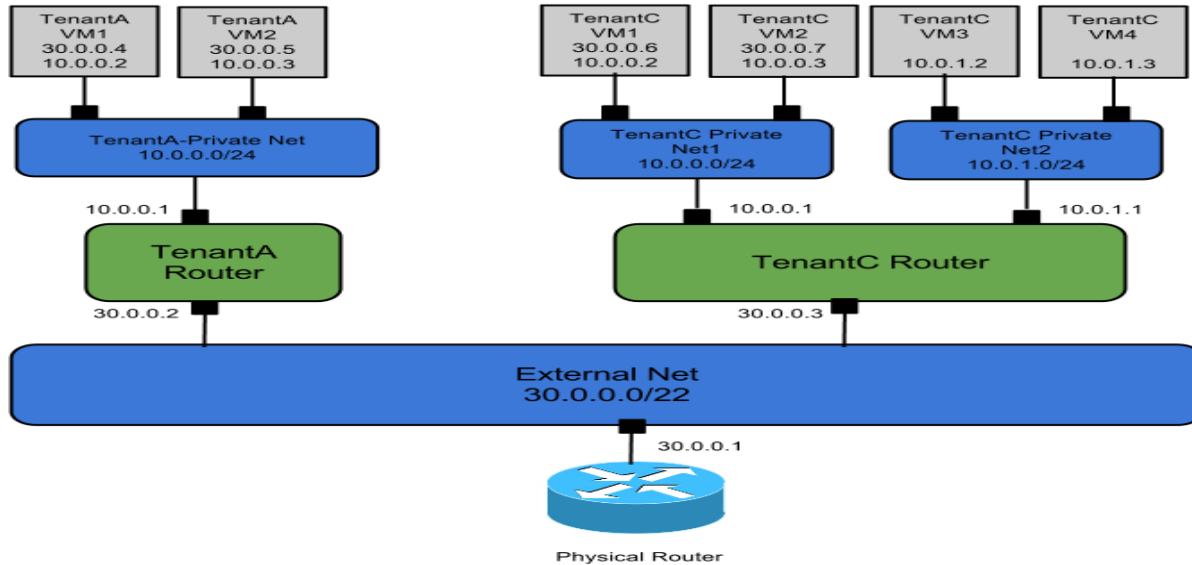 TenantA
VM1
30.0.0.4
10.0.0.2
TenantA
VM2
30.0.0.5
10.0.0.3
TenantC
VM1
30.0.0.6
10.0.0.2
TenantC
VM2
30.0.0.7
10.0.0.3
TenantC
VM3
10.0.1.2
TenantC
VM4
10.0.1.3
TenantA-Private Net
10.0.0.0/24
TenantC Private
Net1
10.0.0.0/24
TenantC Private
Net2
10.0.1.0/24
10.0.0.1
10.0.0.1
10.0.1.1
TenantA
Router
TenantC Router
30.0.0.2
30.0.0.3
External Net
30.0.0.0/22
30.0.0.1
Physical Router